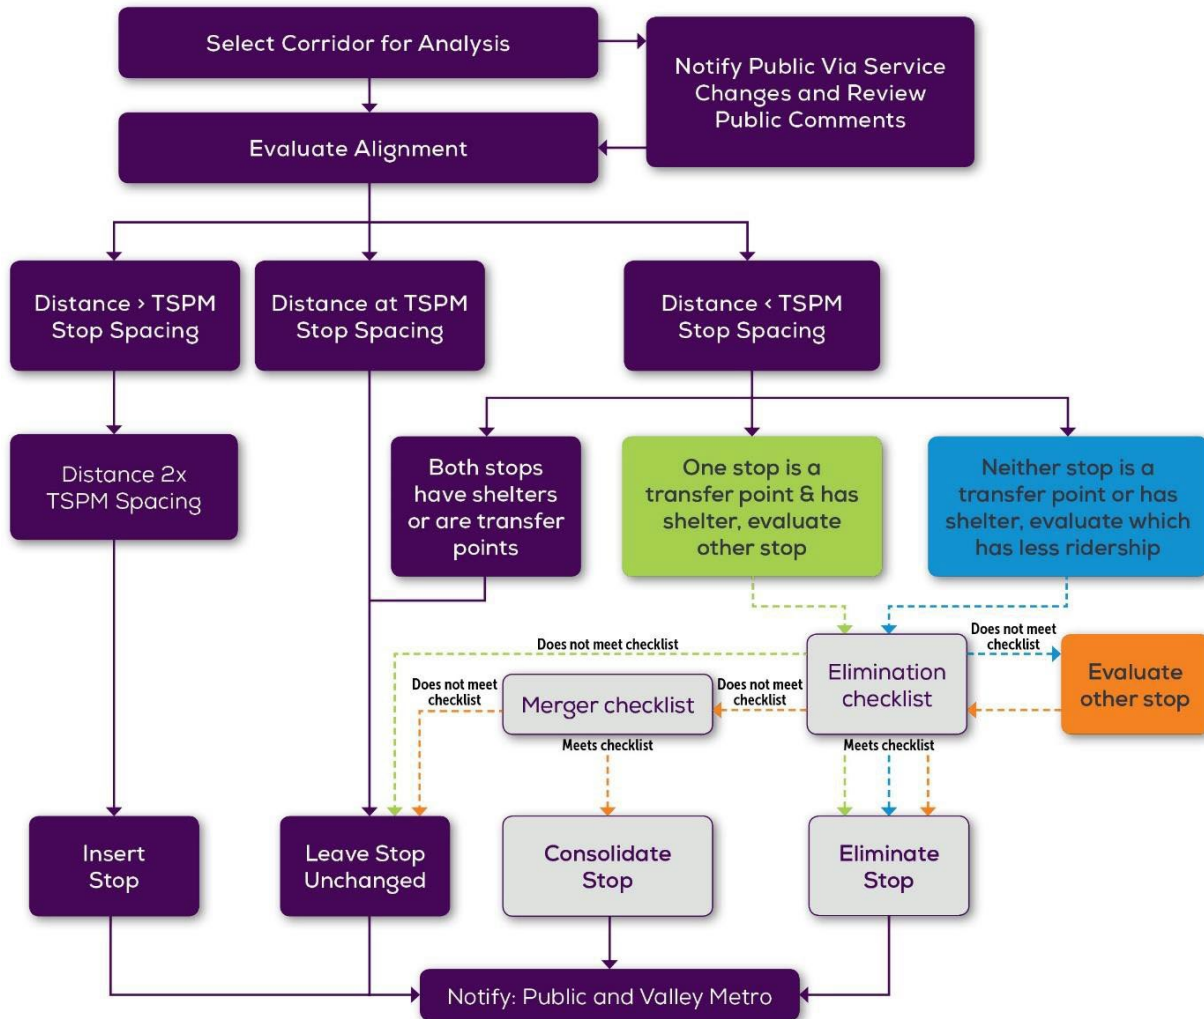 Select Corridor for Analysis
Notify Public Via Service
Changes and Review
Public Comments
Evaluate Alignment
Distance > TSPM
Stop Spacing
Distance at TSPM
Stop Spacing
Distance < TSPM
Stop Spacing
Distance 2x
TSPM Spacing
Both stops
have shelters
or are transfer
points
One stop is a
transfer point & has
shelter, evaluate
other stop
Neither stop is a
transfer point or has
shelter, evaluate which
has less ridership
Does not meet checklist
Does not meet
checklist
Merger checklist
Does not meet
checklist
Elimination
checklist
Does not meet
checklist
Evaluate
other stop
Meets checklist
Meets checklist
Insert
Stop
Leave Stop
Unchanged
Consolidate
Stop
Eliminate
Stop
Notify: Public and Valley Metro